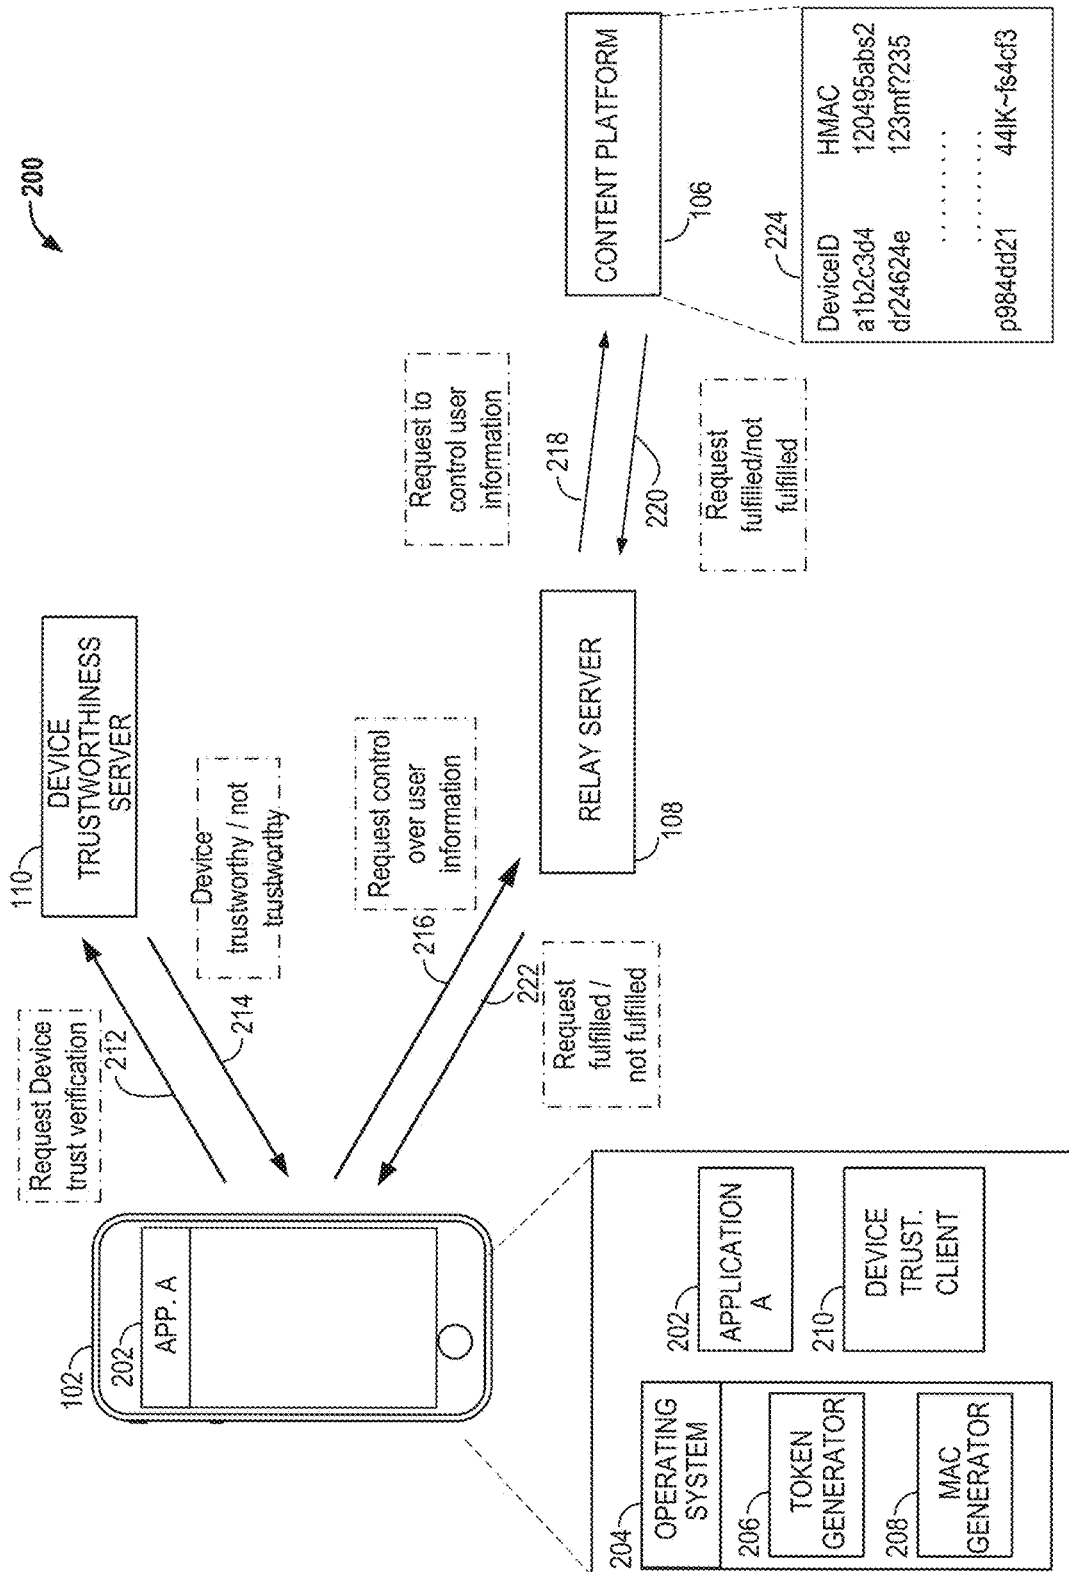 200
102
202
APP. A
Request Device
trust verification
212
214
110
DEVICE
TRUSTWORTHINESS
SERVER
Device
trustworthy / not
trustworthy
Request control
over user
information
216
222
Request
fulfilled /
not fulfilled
RELAY SERVER
108
Request to
control user
information
218
220
Request
fulfilled/not
fulfilled
CONTENT PLATFORM
106
224
DeviceID HMAC
a1b2c3d4 120495abs2
dr24624e 123mf?235
. . . . . . .
. . . . . . .
p984dd21 44lK~fs4cf3
204
OPERATING
SYSTEM
206
TOKEN
GENERATOR
208
MAC
GENERATOR
202
APPLICATION
A
210
DEVICE
TRUST.
CLIENT